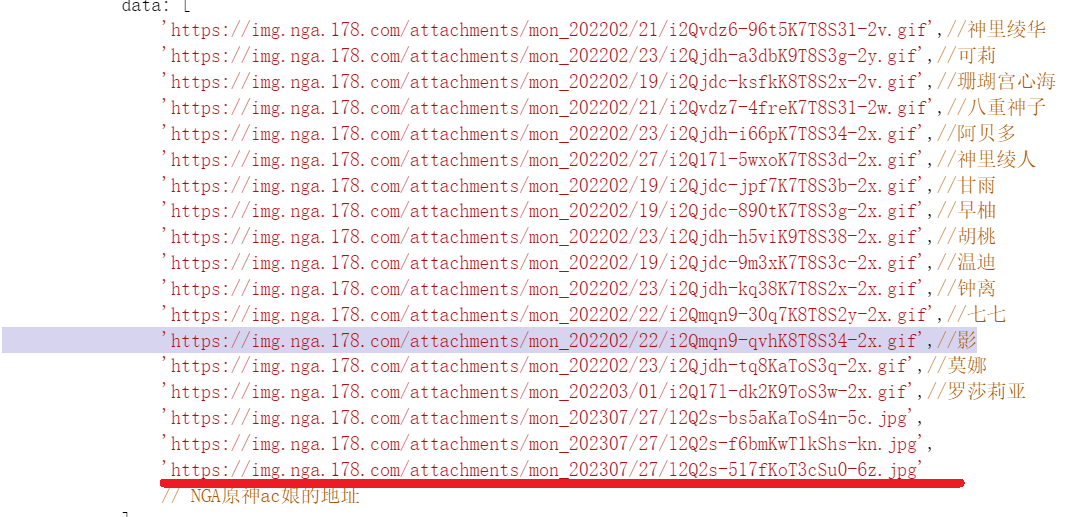 data: [
'https://img.nga.178.com/attachments/mon_202202/21/i2Qvdz6-96t5K7T8S31-2v.gif',//神里绫华
'https://img.nga.178.com/attachments/mon_202202/23/i2Qjdh-a3dbK9T8S3g-2y.gif',//可莉
'https://img.nga.178.com/attachments/mon_202202/19/i2Qjdc-ksfkK8T8S2x-2v.gif',//珊瑚宫心海
'https://img.nga.178.com/attachments/mon_202202/21/i2Qvdz7-4freK7T8S31-2w.gif',//八重神子
'https://img.nga.178.com/attachments/mon_202202/23/i2Qjdh-i66pK7T8S34-2x.gif',//阿贝多
'https://img.nga.178.com/attachments/mon_202202/27/i2Ql7l-5wxoK7T8S3d-2x.gif',//神里绫人
'https://img.nga.178.com/attachments/mon_202202/19/i2Qjdc-jpf7K7T8S3b-2x.gif',//甘雨
'https://img.nga.178.com/attachments/mon_202202/19/i2Qjdc-890tK7T8S3g-2x.gif',//早柚
'https://img.nga.178.com/attachments/mon_202202/23/i2Qjdh-h5viK9T8S38-2x.gif',//胡桃
'https://img.nga.178.com/attachments/mon_202202/19/i2Qjdc-9m3xK7T8S3c-2x.gif',//温迪
'https://img.nga.178.com/attachments/mon_202202/23/i2Qjdh-kq38K7T8S2x-2x.gif',//钟离
'https://img.nga.178.com/attachments/mon_202202/22/i2Qmqn9-30q7K8T8S2y-2x.gif',//七七
'https://img.nga.178.com/attachments/mon_202202/22/i2Qmqn9-qvhK8T8S34-2x.gif',//影
'https://img.nga.178.com/attachments/mon_202202/23/i2Qjdh-tq8KaToS3q-2x.gif',//莫娜
'https://img.nga.178.com/attachments/mon_202203/01/i2Ql7l-dk2K9ToS3w-2x.gif',//罗莎莉亚
'https://img.nga.178.com/attachments/mon_202307/27/l2Q2s-bs5aKaToS4n-5c.jpg',
'https://img.nga.178.com/attachments/mon_202307/27/l2Q2s-f6bmKwT1kShs-kn.jpg',
'https://img.nga.178.com/attachments/mon_202307/27/l2Q2s-5l7fKoT3cSu0-6z.jpg'
// NGA原神ac娘的地址
]